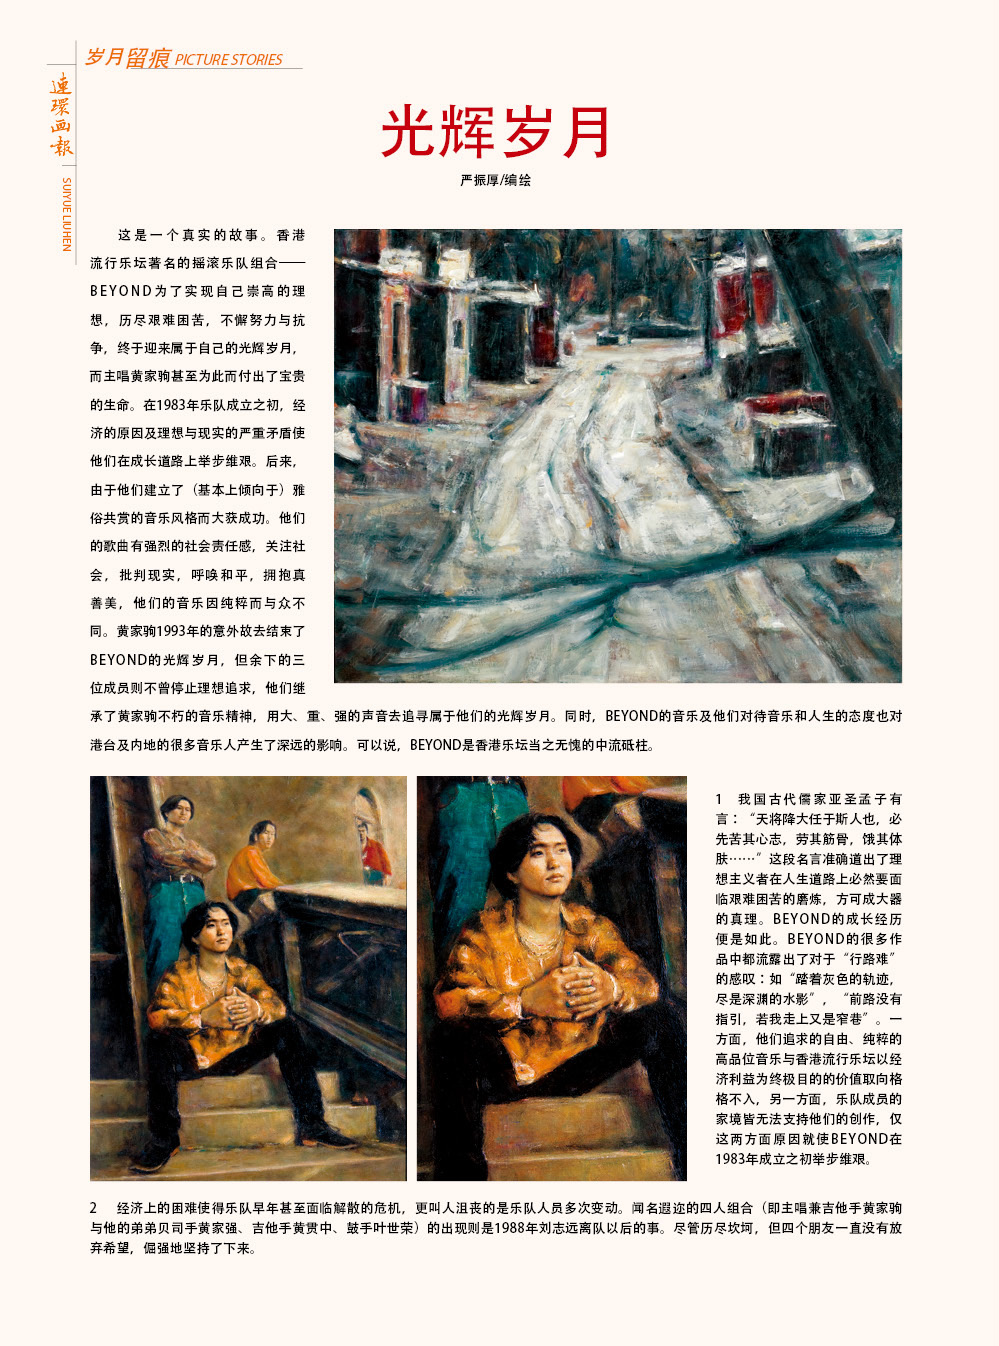 岁月留痕 PICTURE STORIES
連環画報
SUIYUE LIUHEN
光辉岁月
严振厚/编绘
这是一个真实的故事。香港
流行乐坛著名的摇滚乐队组合——
BEYOND为了实现自己崇高的理
想，历尽艰难困苦，不懈努力与抗
争，终于迎来属于自己的光辉岁月，
而主唱黄家驹甚至为此而付出了宝贵
的生命。在1983年乐队成立之初，经
济的原因及理想与现实的严重矛盾使
他们在成长道路上举步维艰。后来，
由于他们建立了（基本上倾向于）雅
俗共赏的音乐风格而大获成功。他们
的歌曲有强烈的社会责任感，关注社
会，批判现实，呼唤和平，拥抱真
善美，他们的音乐因纯粹而与众不
同。黄家驹1993年的意外故去结束了
BEYOND的光辉岁月，但余下的三
位成员则不曾停止理想追求，他们继
承了黄家驹不朽的音乐精神，用大、重、强的声音去追寻属于他们的光辉岁月。同时，BEYOND的音乐及他们对待音乐和人生的态度也对
港台及内地的很多音乐人产生了深远的影响。可以说，BEYOND是香港乐坛当之无愧的中流砥柱。
1 我国古代儒家亚圣孟子有
言：“天将降大任于斯人也，必
先苦其心志，劳其筋骨，饿其体
肤……”这段名言准确道出了理
想主义者在人生道路上必然要面
临艰难困苦的磨炼，方可成大器
的真理。BEYOND的成长经历
便是如此。BEYOND的很多作
品中都流露出了对于“行路难”
的感叹：如“踏着灰色的轨迹，
尽是深渊的水影”，“前路没有
指引，若我走上又是窄巷”。一
方面，他们追求的自由、纯粹的
高品位音乐与香港流行乐坛以经
济利益为终极目的的价值取向格
格不入，另一方面，乐队成员的
家境皆无法支持他们的创作，仅
这两方面原因就使BEYOND在
1983年成立之初举步维艰。
2 经济上的困难使得乐队早年甚至面临解散的危机，更叫人沮丧的是乐队人员多次变动。闻名遐迩的四人组合（即主唱兼吉他手黄家驹
与他的弟弟贝司手黄家强、吉他手黄贯中、鼓手叶世荣）的出现则是1988年刘志远离队以后的事。尽管历尽坎坷，但四个朋友一直没有放
弃希望，倔强地坚持了下来。